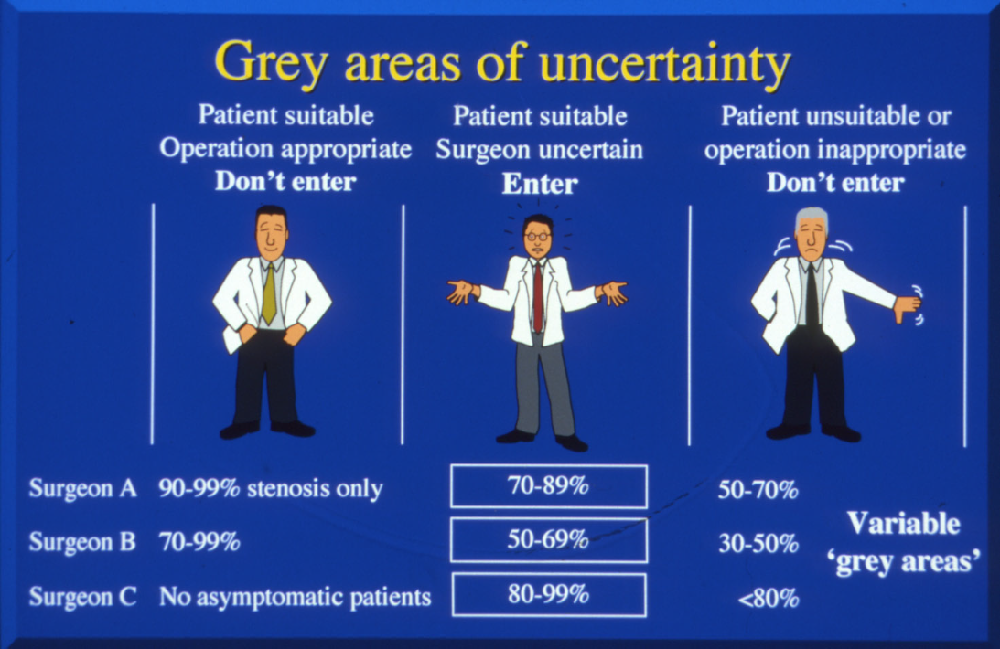 Grey areas of uncertainty
Patient suitable
Operation appropriate
Don’t enter
Patient suitable
Surgeon uncertain
Enter
Patient unsuitable or
operation inappropriate
Don’t enter
Surgeon A 90-99% stenosis only 70-89% 50-70%
Surgeon B 70-99% 50-69% 30-50%
Surgeon C No asymptomatic patients 80-99% <80%
Variable
‘grey areas’